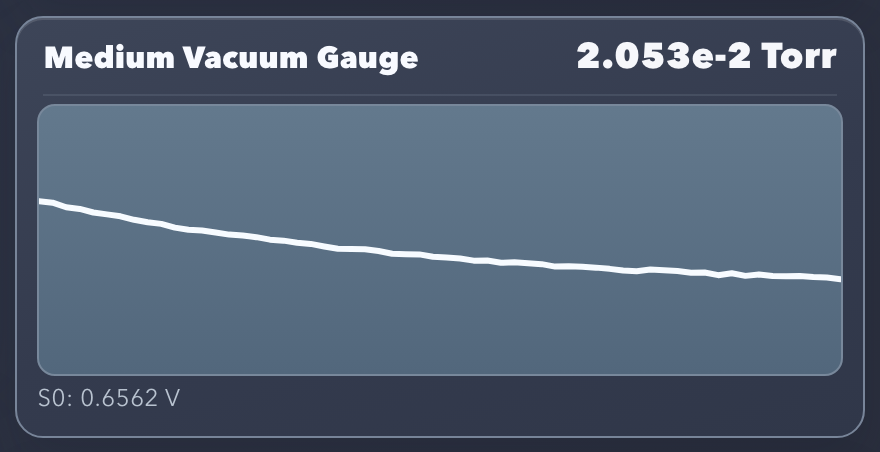 Medium Vacuum Gauge 2.053e-2 Torr
S0: 0.6562 V